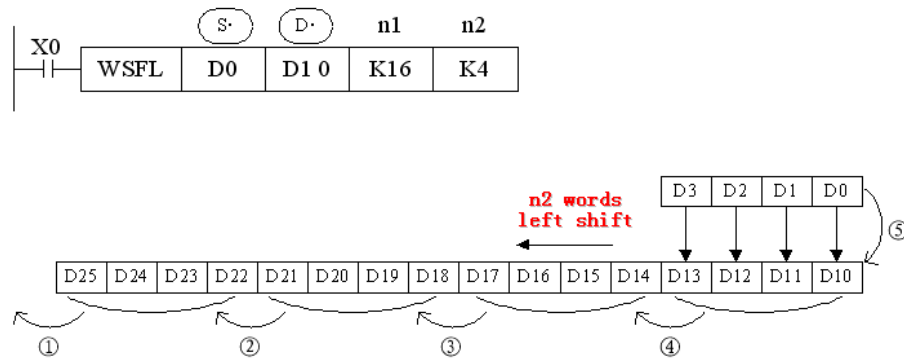 S· D· n1 n2
X0
WSFL D0 D1 0 K16 K4
D3 D2 D1 D0
n2 words
left shift
⑤
D25 D24 D23 D22 D21 D20 D19 D18 D17 D16 D15 D14 D13 D12 D11 D10
① ② ③ ④